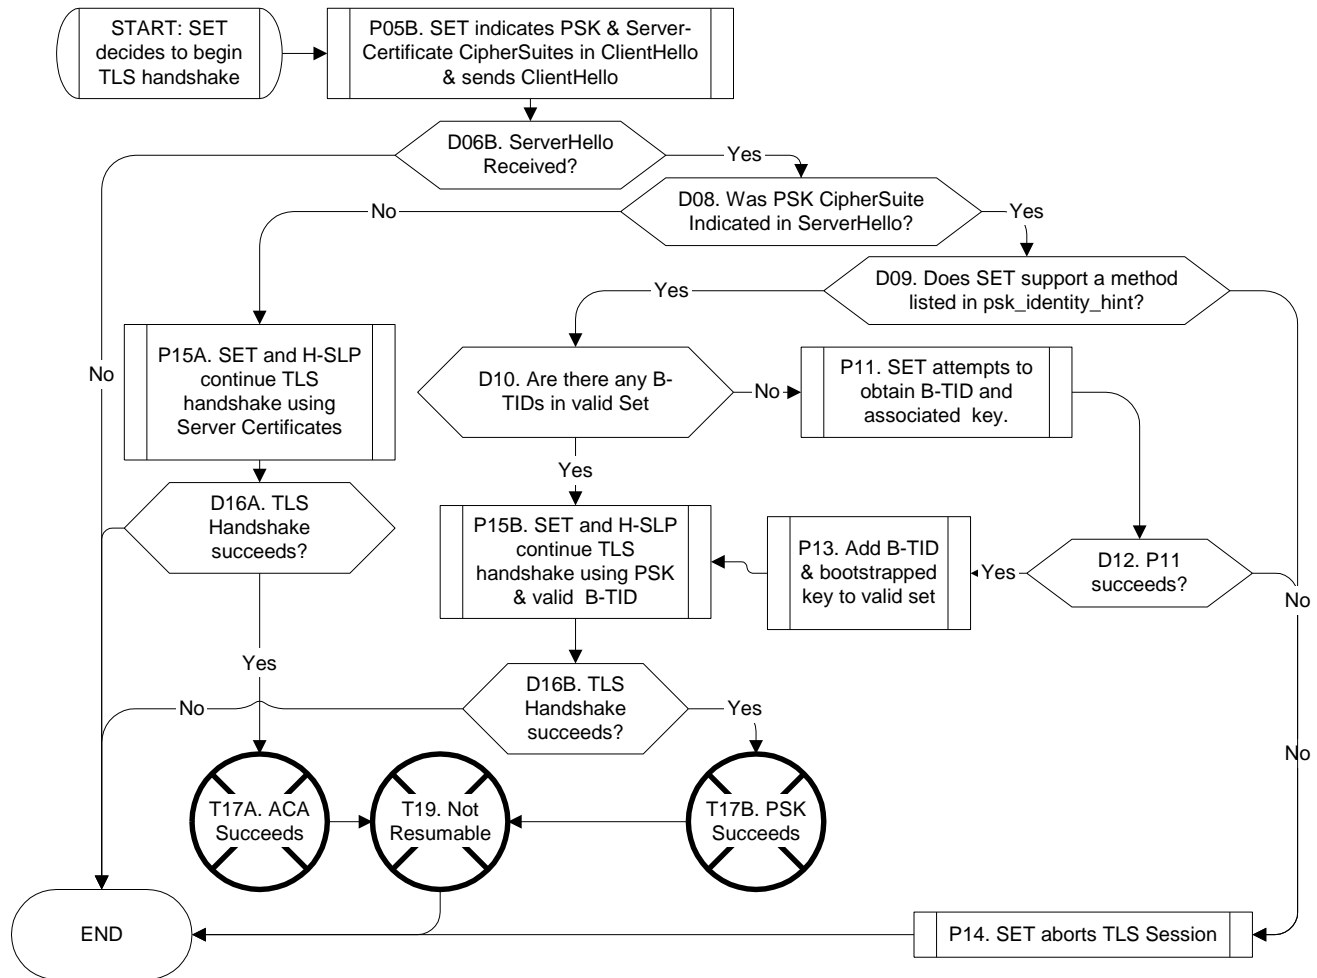 START: SET
decides to begin
TLS handshake
P05B. SET indicates PSK & Server-
Certificate CipherSuites in ClientHello
& sends ClientHello
D06B. ServerHello
Received?
Yes
D08. Was PSK CipherSuite
Indicated in ServerHello?
No
Yes
D09. Does SET support a method
listed in psk_identity_hint?
Yes
No
P15A. SET and H-SLP
continue TLS
handshake using
Server Certificates
D10. Are there any B-
TIDs in valid Set
No
P11. SET attempts to
obtain B-TID and
associated key.
Yes
D16A. TLS
Handshake
succeeds?
P15B. SET and H-SLP
continue TLS
handshake using PSK
& valid B-TID
P13. Add B-TID
& bootstrapped
key to valid set
Yes
D12. P11
succeeds?
No
Yes
D16B. TLS
Handshake
succeeds?
No
Yes
No
T17A. ACA
Succeeds
T19. Not
Resumable
T17B. PSK
Succeeds
END
P14. SET aborts TLS Session